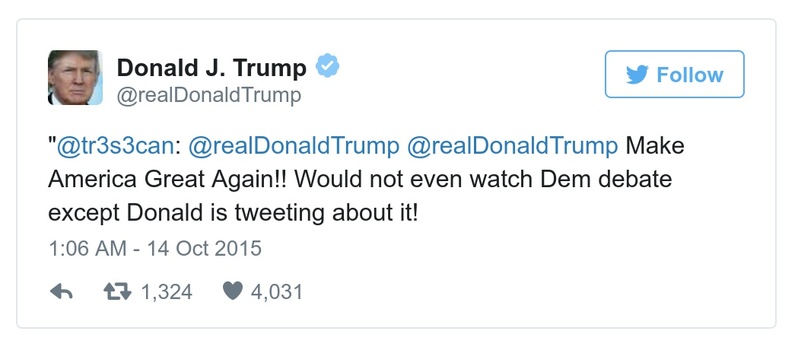 Donald J. Trump
@realDonaldTrump
Follow
"@tr3s3can: @realDonaldTrump @realDonaldTrump Make
America Great Again!! Would not even watch Dem debate
except Donald is tweeting about it!
1:06 AM - 14 Oct 2015
1,324 4,031